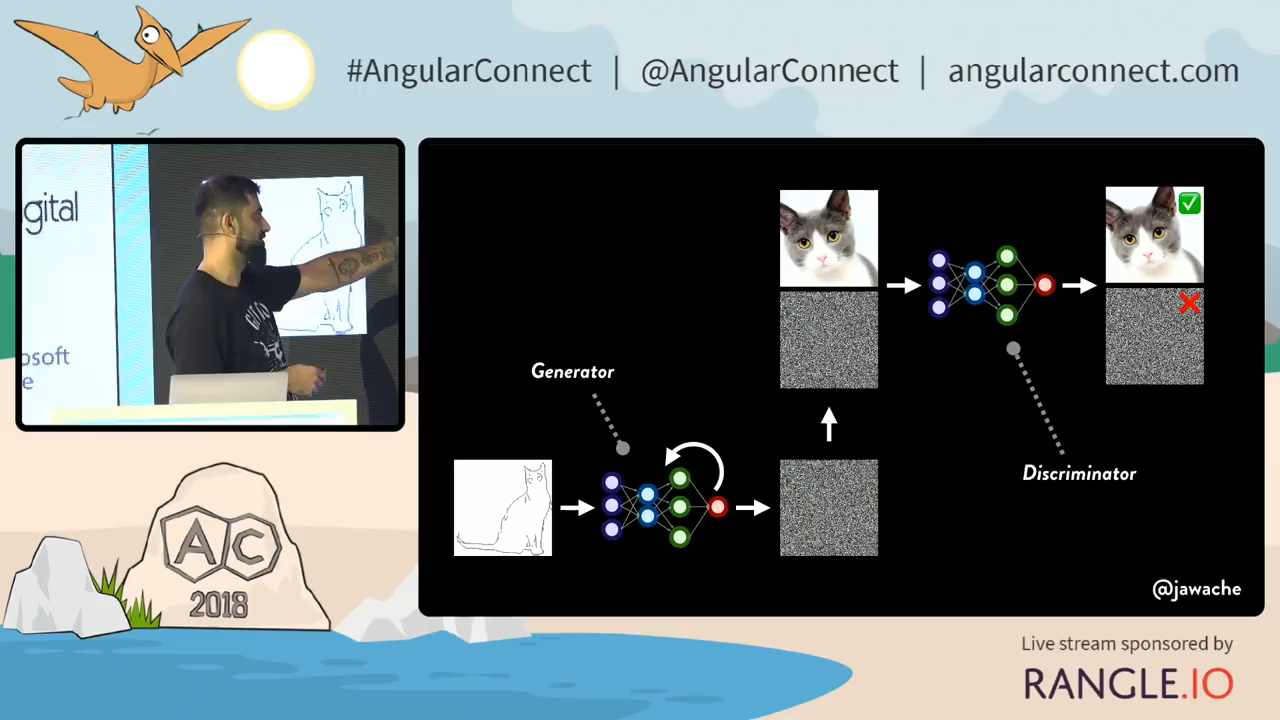 #AngularConnect | @AngularConnect | angularconnect.com
gital
osoft
e
Generator
Discriminator
@jawache
AC
2018
Live stream sponsored by
RANGLE.IO